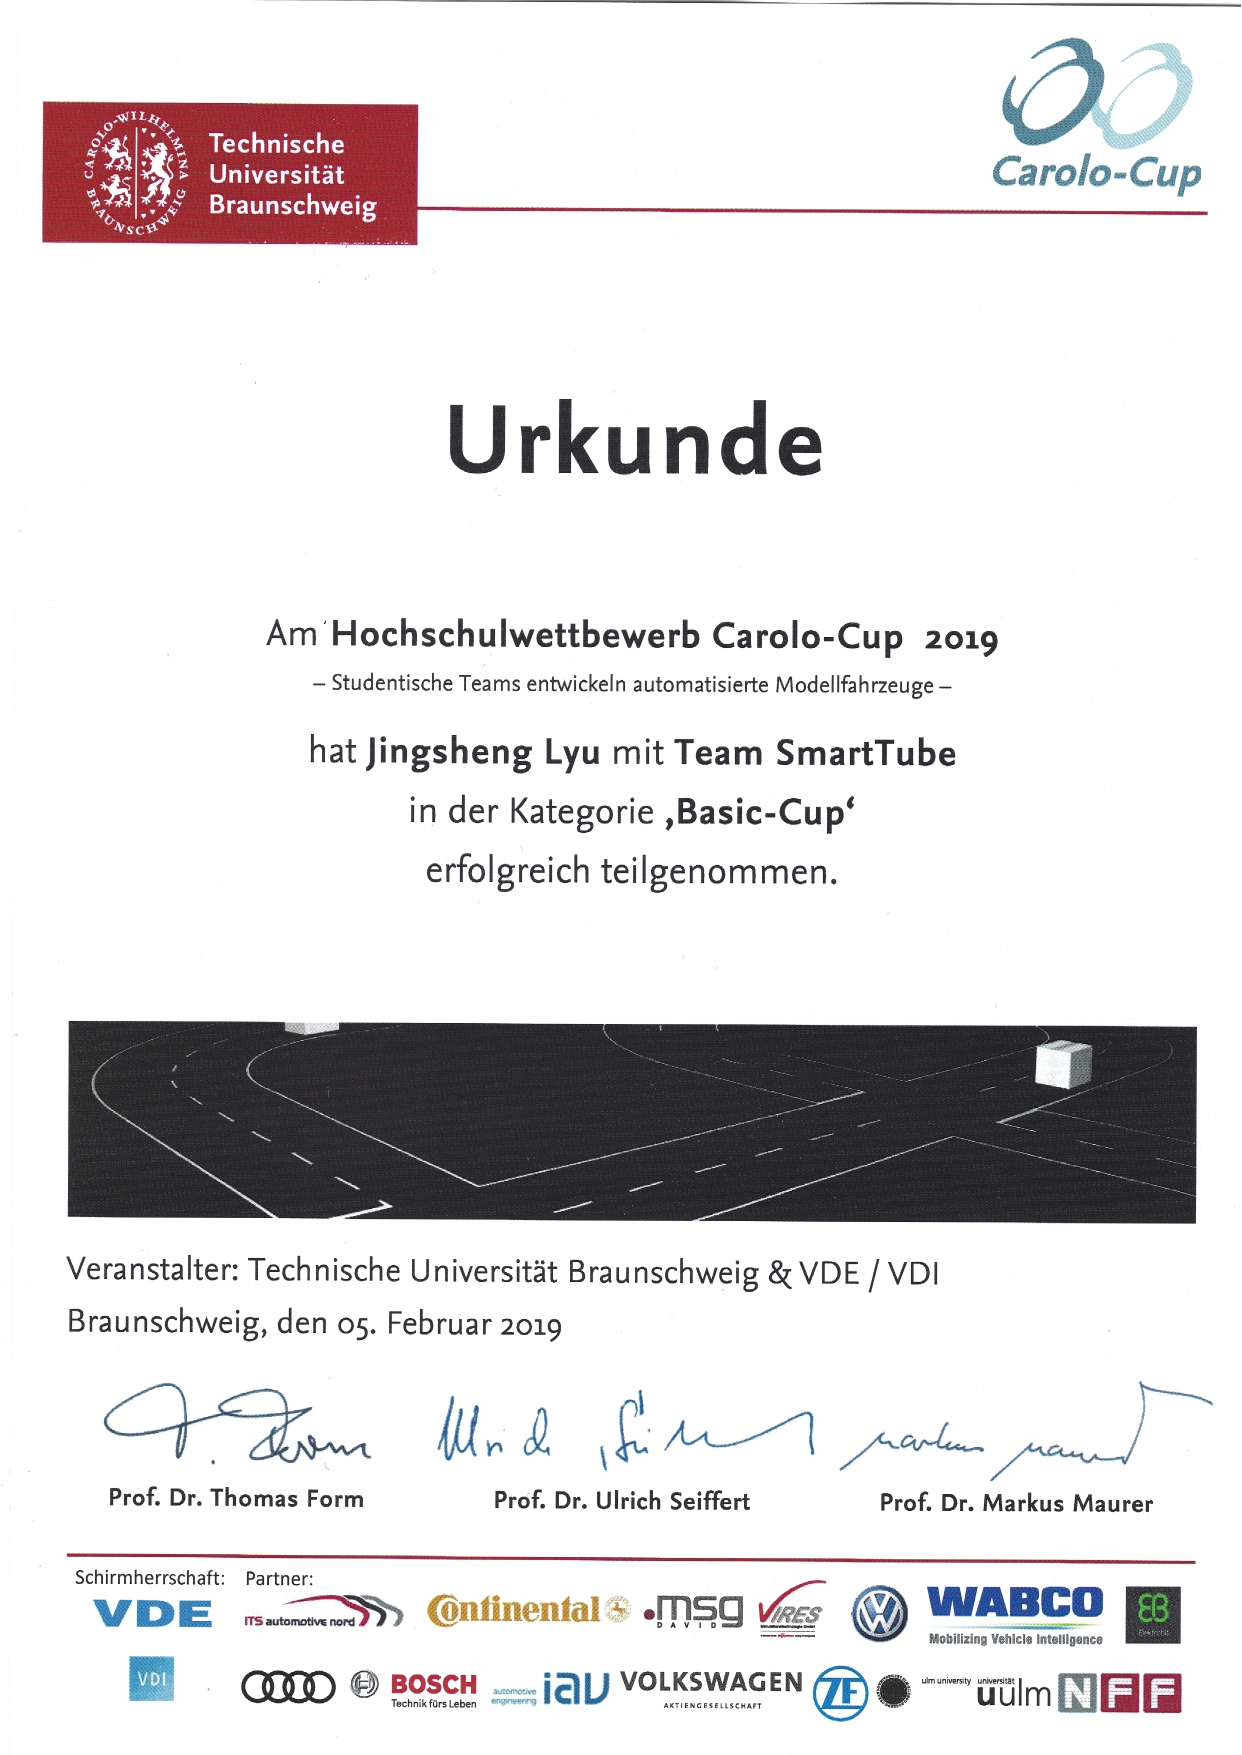 CAROLO-WILHELMINA
BRAUNSCHWEIG
Technische
Universität
Braunschweig
Carolo-Cup
Urkunde
Am Hochschulwettbewerb Carolo-Cup 2019
– Studentische Teams entwickeln automatisierte Modellfahrzeuge –
hat Jingsheng Lyu mit Team SmartTube
in der Kategorie ‚Basic-Cup‘
erfolgreich teilgenommen.
Veranstalter: Technische Universität Braunschweig & VDE / VDI
Braunschweig, den 05. Februar 2019
Prof. Dr. Thomas Form
Prof. Dr. Ulrich Seiffert
Prof. Dr. Markus Maurer
Schirmherrschaft: Partner:
VDE
ITS automotive nord
Continental
.msg
DAVID
VIRES
WABCO
Mobilizing Vehicle Intelligence
EB
Elektrobit
VDI
BOSCH
Technik fürs Leben
automotive
engineering
iav
VOLKSWAGEN
AKTIENGESELLSCHAFT
ZF
ulm university universität
uulm
NFF